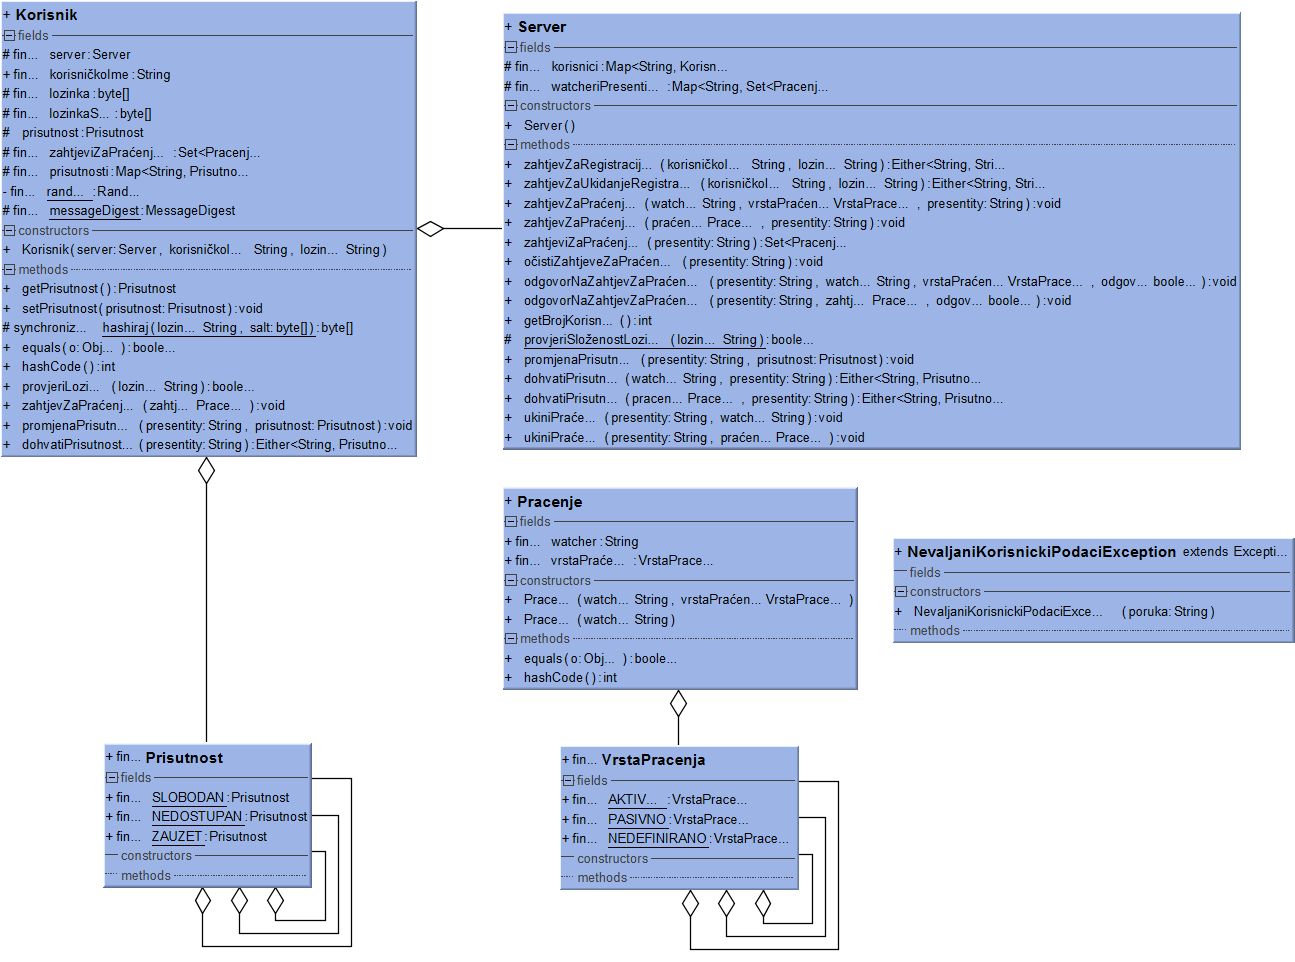 + Korisnik
fields
# fin... server : Server
+ fin... korisničkoIme : String
# fin... lozinka : byte[]
# fin... lozinkaS... : byte[]
# prisutnost : Prisutnost
# fin... zahtjeviZaPraćenj... : Set<Pracenj...
# fin... prisutnosti : Map<String, Prisutno...
- fin... rand... : Rand...
# fin... messageDigest : MessageDigest
constructors
+ Korisnik ( server : Server , korisničkoI... String , lozin... String )
methods
+ getPrisutnost ( ) : Prisutnost
+ setPrisutnost ( prisutnost : Prisutnost ) : void
# synchroniz... hashiraj ( lozin... String , salt : byte[] ) : byte[]
+ equals ( o : Obj... ) : boole...
+ hashCode ( ) : int
+ provjeriLozi... ( lozin... String ) : boole...
+ zahtjevZaPraćenj... ( zahtj... Prace... ) : void
+ promjenaPrisutn... ( presentity : String , prisutnost : Prisutnost ) : void
+ dohvatiPrisutnost... ( presentity : String ) : Either<String, Prisutno...
+ Server
fields
# fin... korisnici : Map<String, Korisn...
# fin... watcheriPresenti... : Map<String, Set<Pracenj...
constructors
+ Server ( )
methods
+ zahtjevZaRegistracij... ( korisničkoI... String , lozin... String ) : Either<String, Stri...
+ zahtjevZaUkidanjeRegistra... ( korisničkoI... String , lozin... String ) : Either<String, Stri...
+ zahtjevZaPraćenj... ( watch... String , vrstaPraćen... VrstaPrace... , presentity : String ) : void
+ zahtjevZaPraćenj... ( praćen... Prace... , presentity : String ) : void
+ zahtjeviZaPraćenj... ( presentity : String ) : Set<Pracenj...
+ očistiZahtjeveZaPraćen... ( presentity : String ) : void
+ odgovorNaZahtjevZaPraćen... ( presentity : String , watch... String , vrstaPraćen... VrstaPrace... , odgov... boole... ) : void
+ odgovorNaZahtjevZaPraćen... ( presentity : String , zahtj... Prace... , odgov... boole... ) : void
+ getBrojKorisn... ( ) : int
# provjeriSloženostLozi... ( lozin... String ) : boole...
+ promjenaPrisutn... ( presentity : String , prisutnost : Prisutnost ) : void
+ dohvatiPrisutn... ( watch... String , presentity : String ) : Either<String, Prisutno...
+ dohvatiPrisutn... ( pracen... Prace... , presentity : String ) : Either<String, Prisutno...
+ ukiniPraće... ( presentity : String , watch... String ) : void
+ ukiniPraće... ( presentity : String , praćen... Prace... ) : void
+ Pracenje
fields
+ fin... watcher : String
+ fin... vrstaPraće... : VrstaPrace...
constructors
+ Prace... ( watch... String , vrstaPraćen... VrstaPrace... )
+ Prace... ( watch... String )
methods
+ equals ( o : Obj... ) : boole...
+ hashCode ( ) : int
+ NevaljaniKorisnickiPodaciException extends Excepti...
fields
constructors
+ NevaljaniKorisnickiPodaciExce... ( poruka : String )
methods
+ fin... Prisutnost
fields
+ fin... SLOBODAN : Prisutnost
+ fin... NEDOSTUPAN : Prisutnost
+ fin... ZAUZET : Prisutnost
constructors
methods
+ fin... VrstaPracenja
fields
+ fin... AKTIV... : VrstaPrace...
+ fin... PASIVNO : VrstaPrace...
+ fin... NEDEFINIRANO : VrstaPrace...
constructors
methods